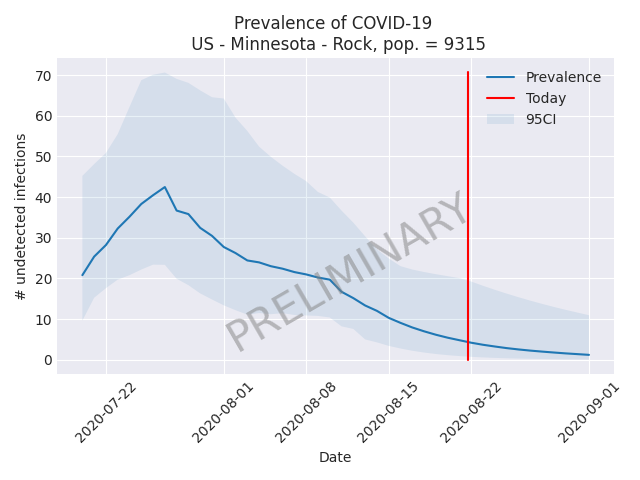 Prevalence of COVID-19
US - Minnesota - Rock, pop. = 9315
# undetected infections
70
60
50
40
30
20
10
0
Prevalence
Today
95CI
PRELIMINARY
2020-07-22
2020-08-01
2020-08-08
2020-08-15
2020-08-22
2020-09-01
Date